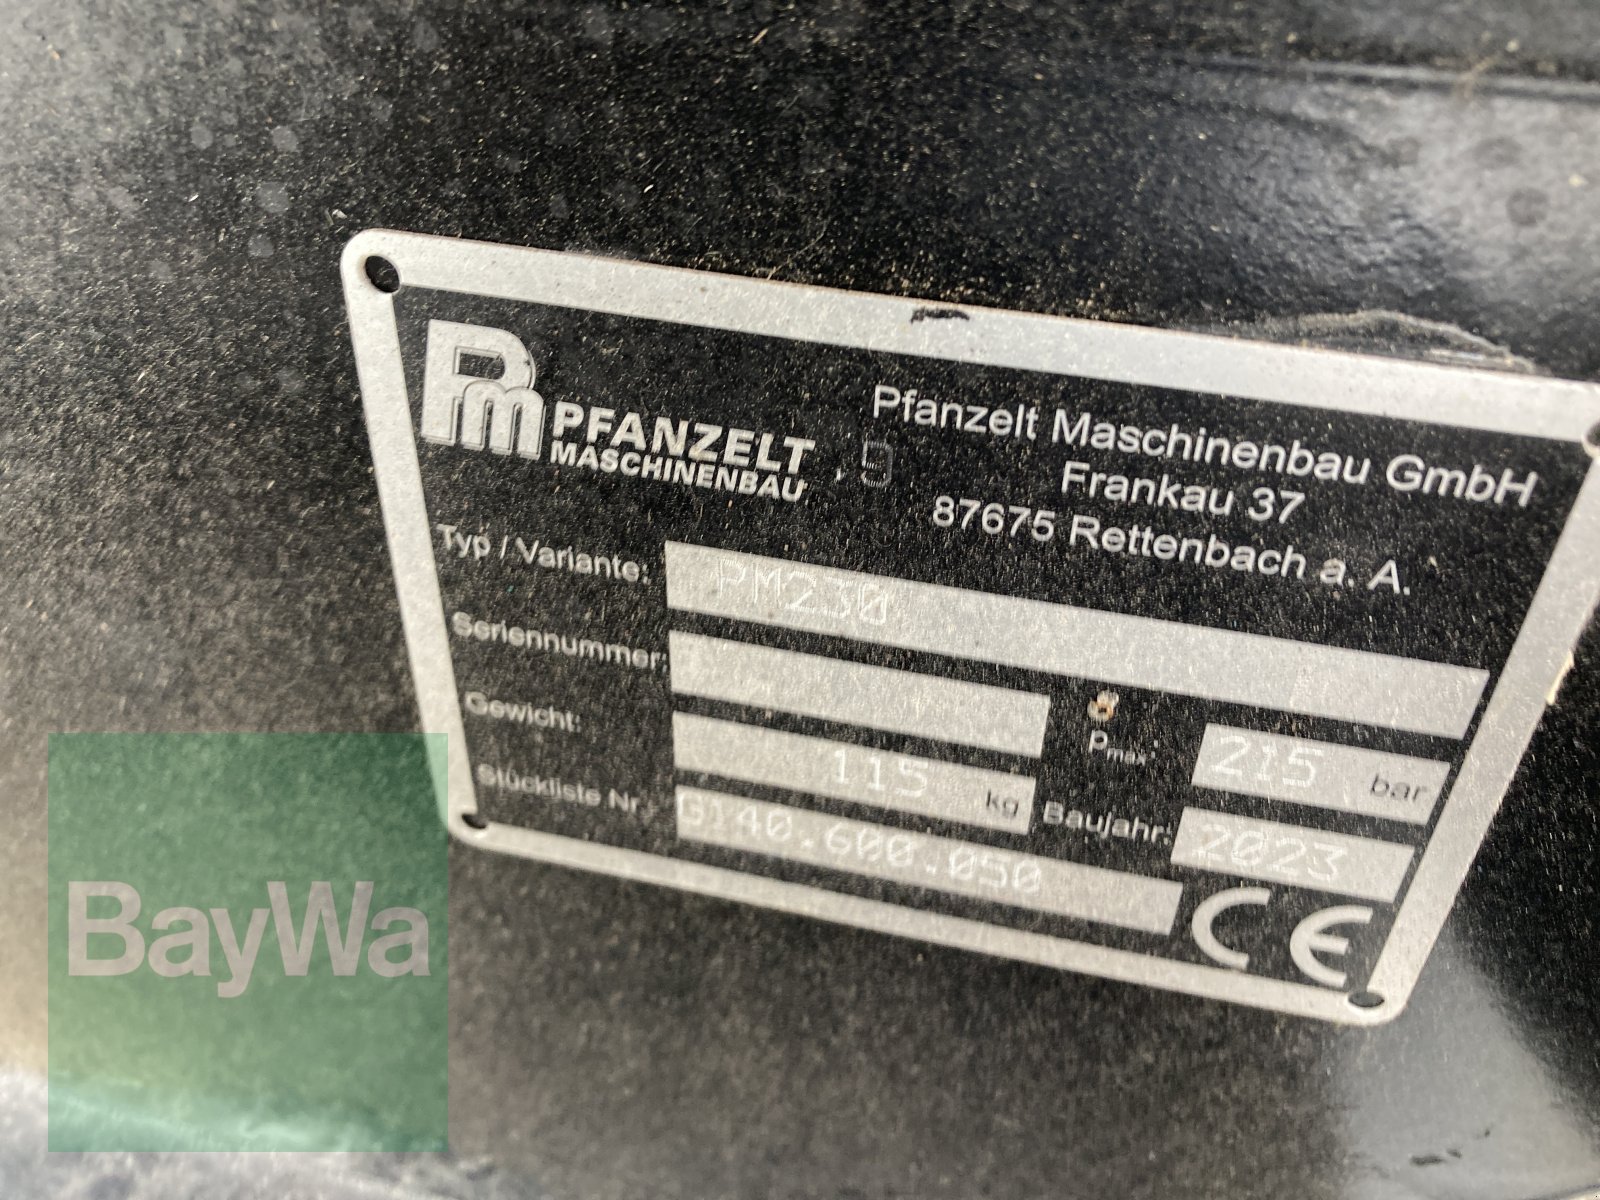 Pm PFANZELT
MASCHINENBAU
Pfanzelt Maschinenbau GmbH
Frankau 37
87675 Rettenbach a. A.
Typ / Variante: PM230
Seriennummer:
Pmax: 215 bar
Gewicht: 115 kg
Baujahr: 2023
Stückliste Nr.: G140.600.050
CE
BayWa